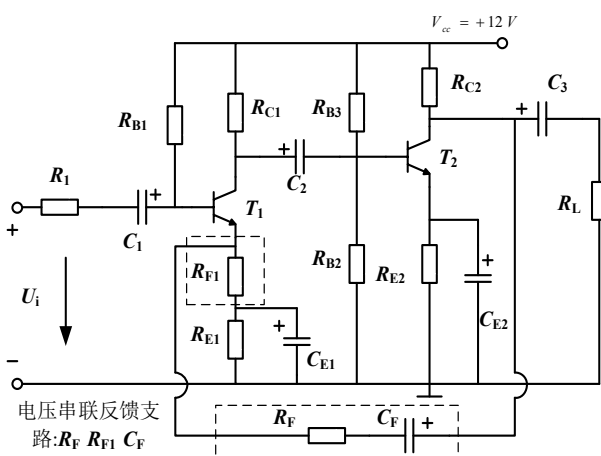 V_cc = +12 V
R_C2
C_3
R_B1
R_C1
R_B3
+
+
T_2
R_1
+
C_2
T_1
R_L
C_1
+
R_F1
R_B2
R_E2
+
U_i
R_E1
+
C_E1
C_E2
−
电压串联反馈支
路:R_F R_F1 C_F
R_F
C_F
+